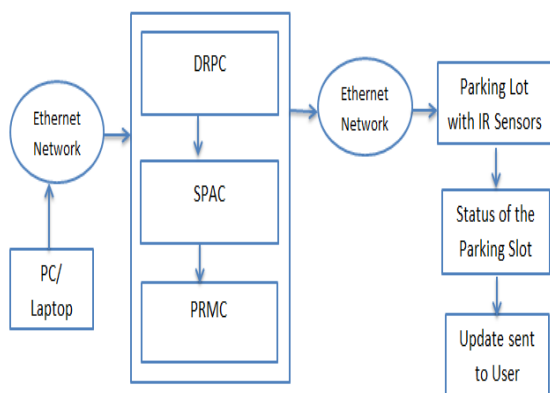 PC/
Laptop
Ethernet
Network
DRPC
SPAC
PRMC
Ethernet
Network
Parking Lot
with IR Sensors
Status of the
Parking Slot
Update sent
to User